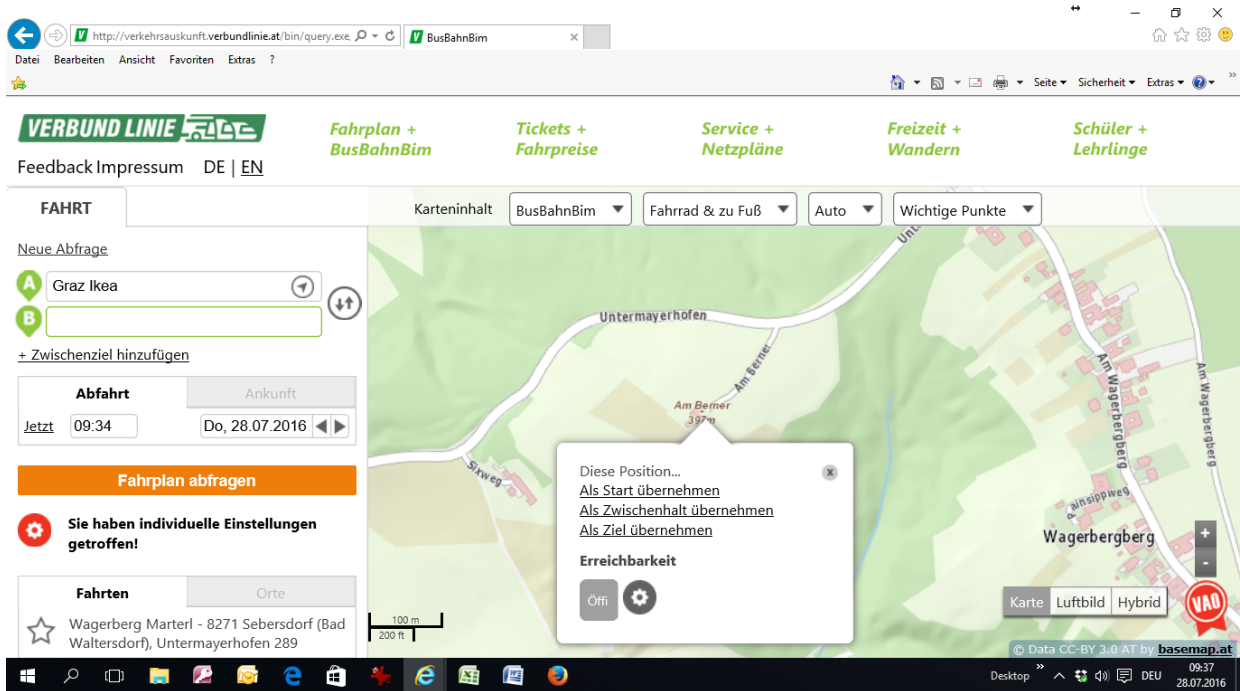 http://verkehrsauskunft.verbundlinie.at/bin/query.exe
BusBahnBim
Datei Bearbeiten Ansicht Favoriten Extras ?
Seite Sicherheit Extras
VERBUND LINIE
Feedback Impressum DE | EN
Fahrplan +
BusBahnBim
Tickets +
Fahrpreise
Service +
Netzpläne
Freizeit +
Wandern
Schüler +
Lehrlinge
FAHRT
Karteninhalt BusBahnBim Fahrrad & zu Fuß Auto Wichtige Punkte
Neue Abfrage
A Graz Ikea
B
+ Zwischenziel hinzufügen
Abfahrt Ankunft
Jetzt 09:34 Do, 28.07.2016
Fahrplan abfragen
Sie haben individuelle Einstellungen
getroffen!
Fahrten Orte
Wagerberg Marterl - 8271 Sebersdorf (Bad
Waltersdorf), Untermayerhofen 289
Unt
Untermayerhofen
Am Berner
Am Berner
397m
Sixweg
Am Wagerbergberg
Am Wagerbergberg
Painsippweg
Wagerbergberg
Diese Position...
x
Als Start übernehmen
Als Zwischenhalt übernehmen
Als Ziel übernehmen
Erreichbarkeit
Öffi
100 m
200 ft
+
-
Karte Luftbild Hybrid
VAO
© Data CC-BY 3.0 AT by basemap.at
Desktop DEU 09:37
28.07.2016